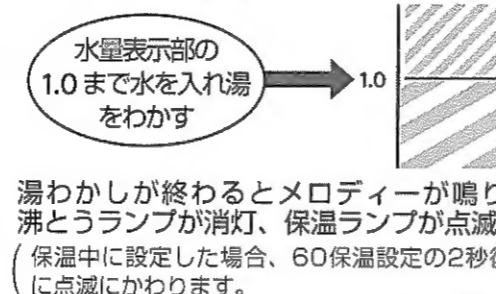 水量表示部の
1.0まで水を入れ湯
をわかす
1.0
湯わかしが終わるとメロディーが鳴り
沸とうランプが消灯、保温ランプが点滅
(保温中に設定した場合、60保温設定の2秒後
に点滅にかわります。